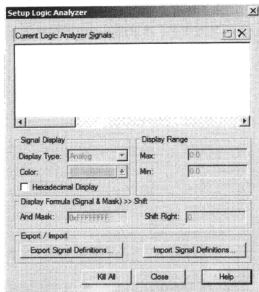 Setup Logic Analyzer
Current Logic Analyzer Signals:
Signal Display
Display Range
Display Type: Analog
Max: 0.0
Color:
Min: 0.0
Hexadecimal Display
Display Formula (Signal & Mask) >> Shift
And Mask: 0xFFFFFFFF
Shift Right: 0
Export / Import
Export Signal Definitions...
Import Signal Definitions...
Kill All
Close
Help